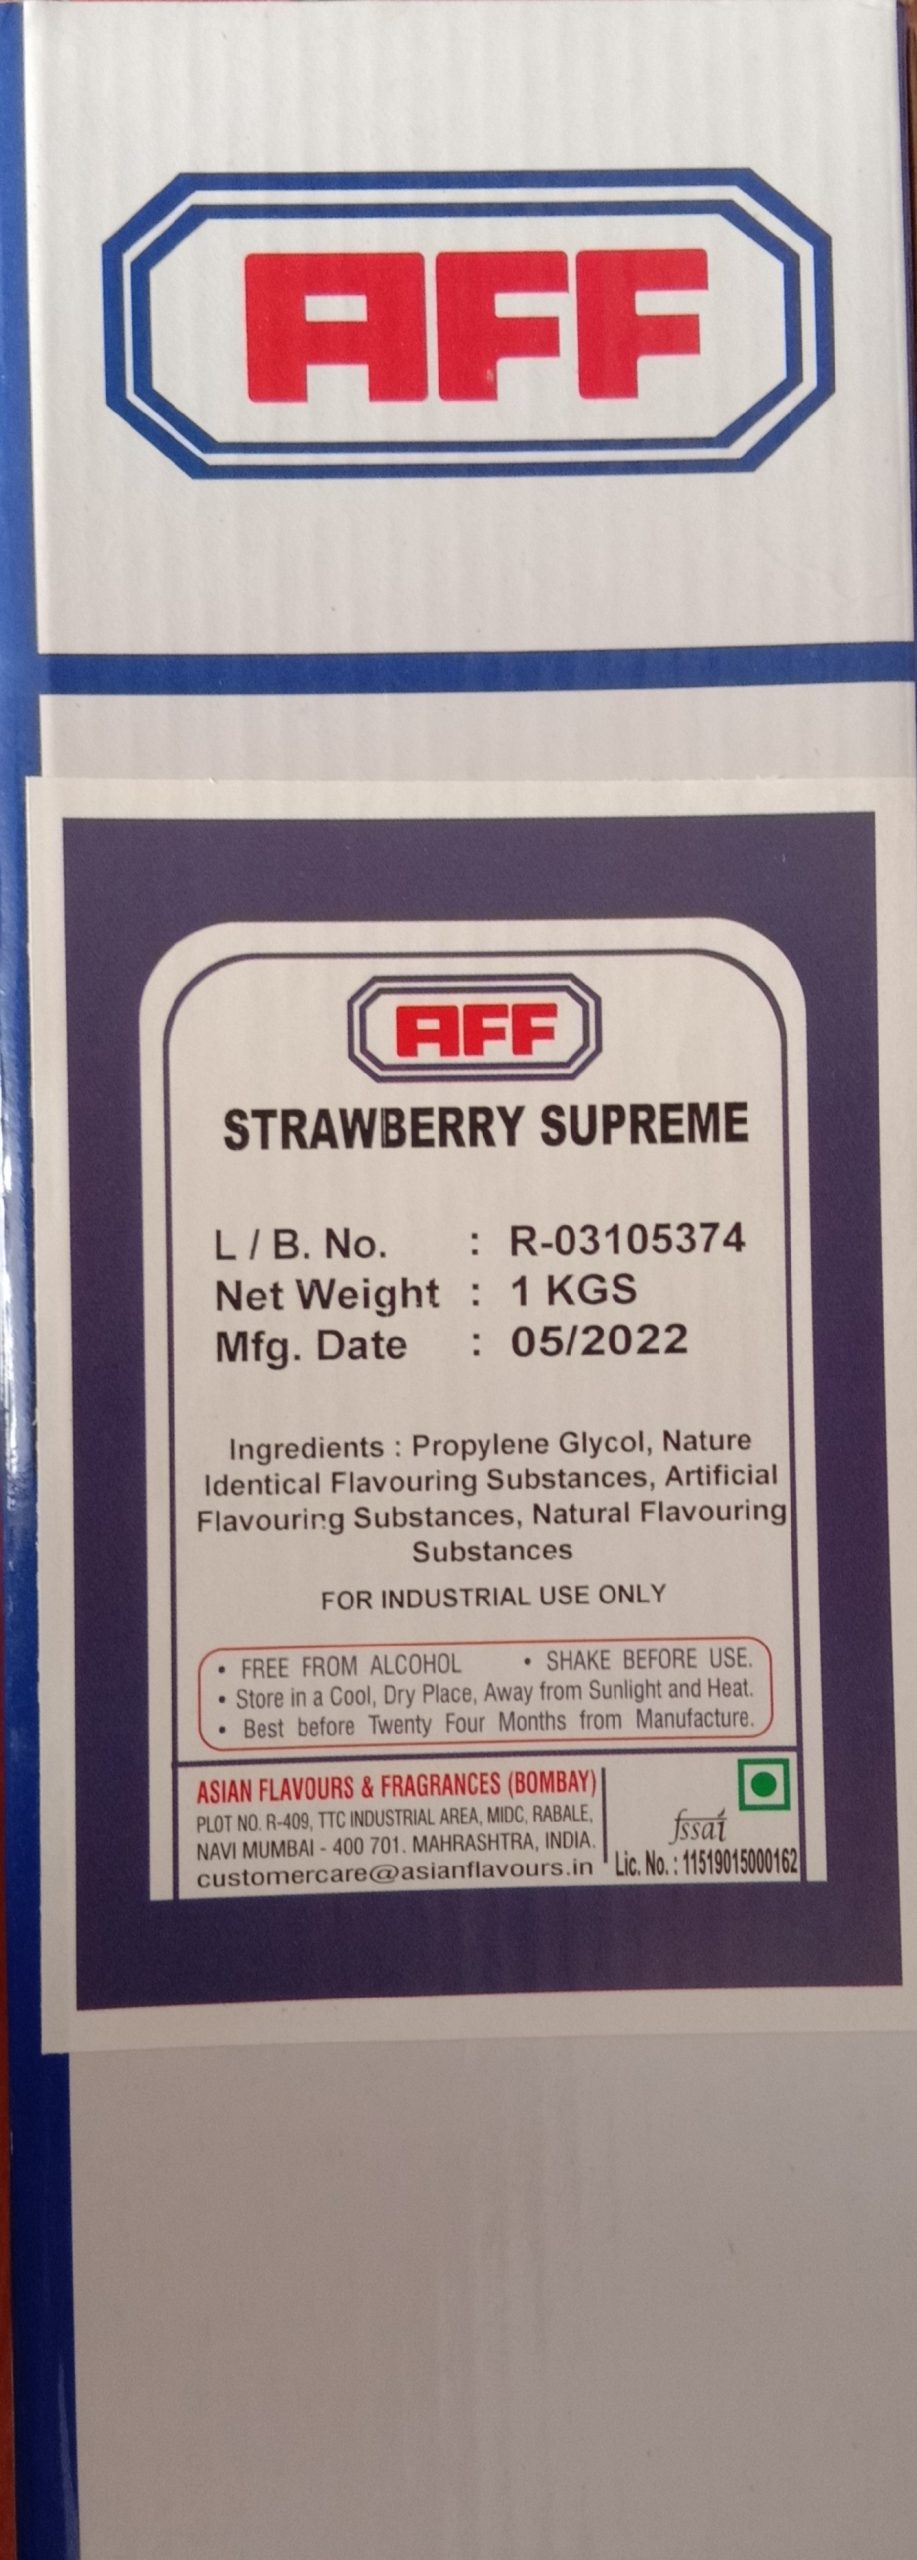 AFF
AFF
STRAWBERRY SUPREME
L / B. No. : R-03105374
Net Weight : 1 KGS
Mfg. Date : 05/2022
Ingredients : Propylene Glycol, Nature
Identical Flavouring Substances, Artificial
Flavouring Substances, Natural Flavouring
Substances
FOR INDUSTRIAL USE ONLY
• FREE FROM ALCOHOL • SHAKE BEFORE USE.
• Store in a Cool, Dry Place, Away from Sunlight and Heat.
• Best before Twenty Four Months from Manufacture.
ASIAN FLAVOURS & FRAGRANCES (BOMBAY)
PLOT NO. R-409, TTC INDUSTRIAL AREA, MIDC, RABALE,
NAVI MUMBAI - 400 701. MAHRASHTRA, INDIA.
customercare@asianflavours.in
fssai
Lic. No. : 11519015000162